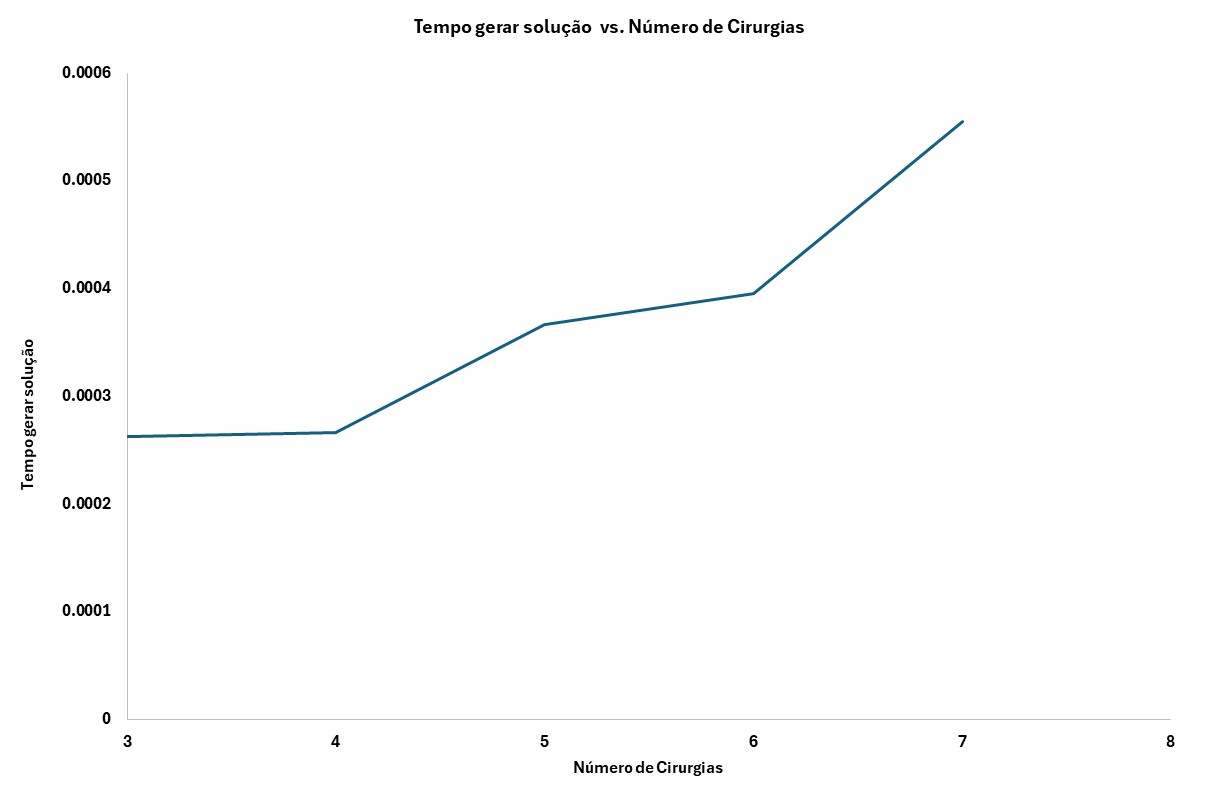 Tempo gerar solução vs. Número de Cirurgias
0.0006
0.0005
0.0004
0.0003
0.0002
0.0001
0
Tempo gerar solução
3 4 5 6 7 8
Número de Cirurgias